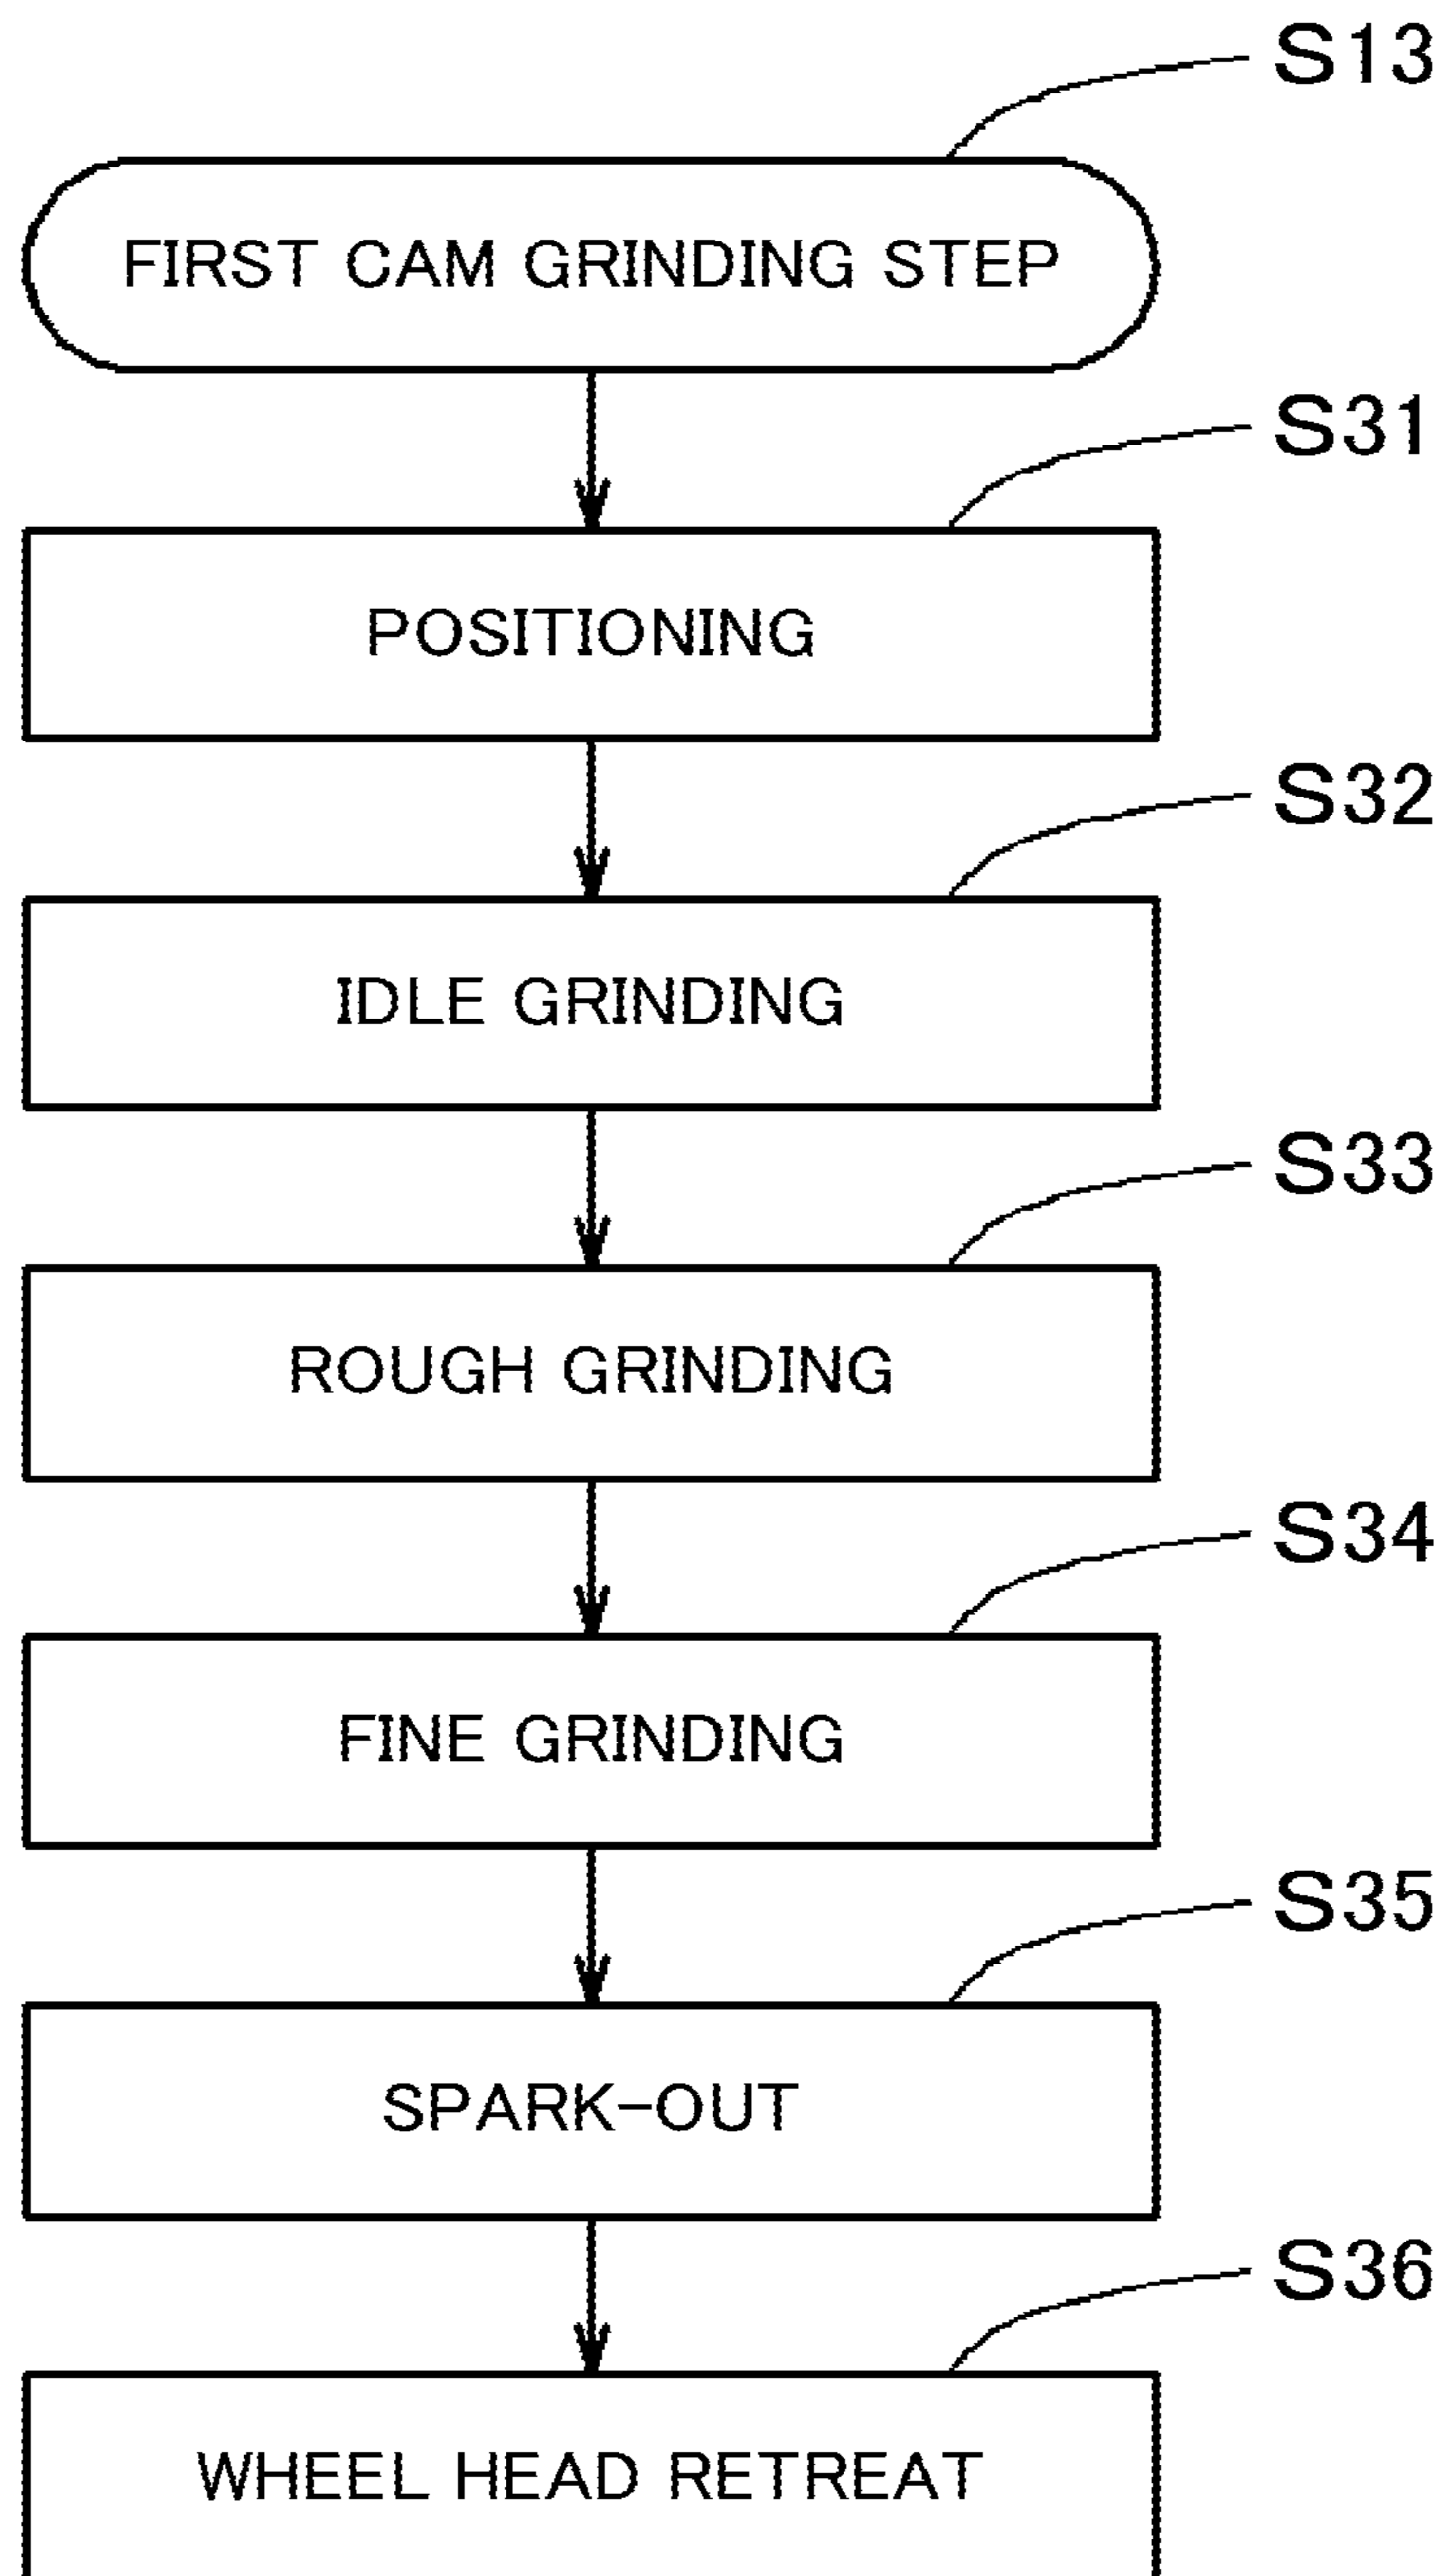 S13
FIRST CAM GRINDING STEP
S31
POSITIONING
S32
IDLE GRINDING
S33
ROUGH GRINDING
S34
FINE GRINDING
S35
SPARK-OUT
S36
WHEEL HEAD RETREAT